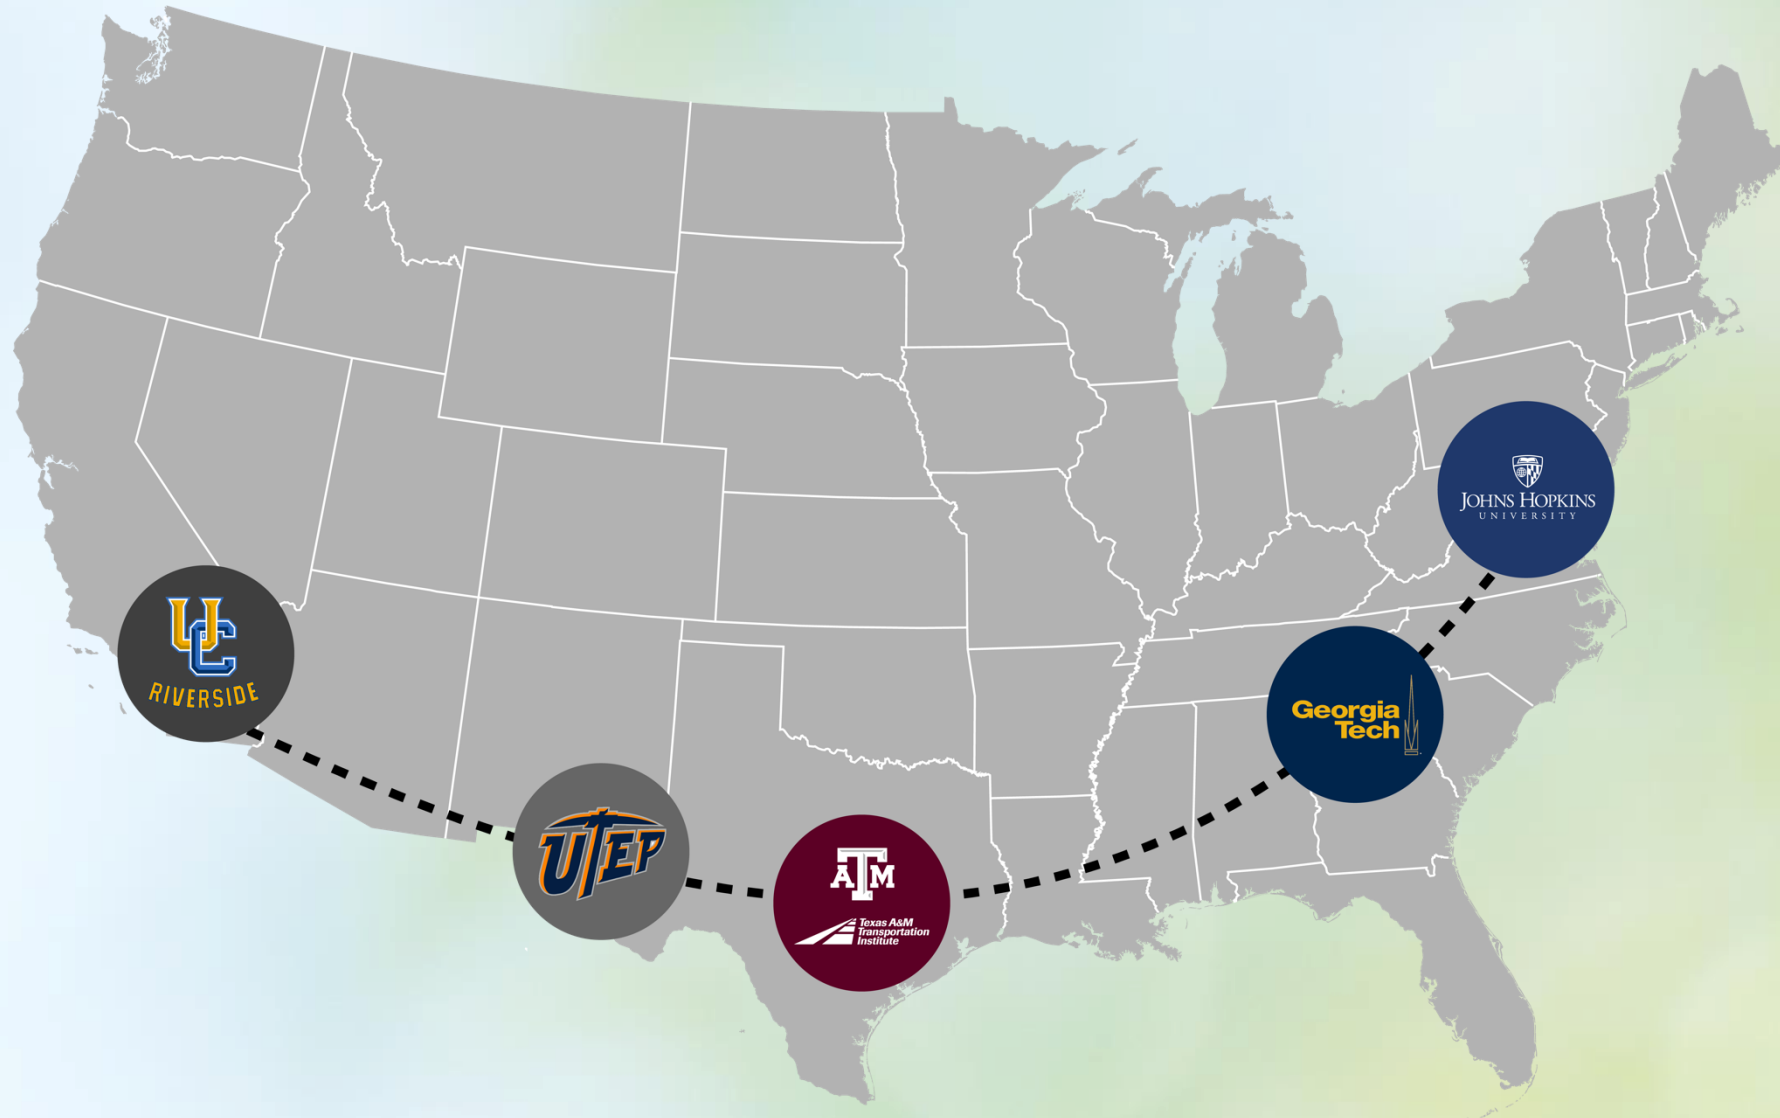 UC
RIVERSIDE
UTEP
ATM
Texas A&M
Transportation
Institute
Georgia
Tech
JOHNS HOPKINS
UNIVERSITY